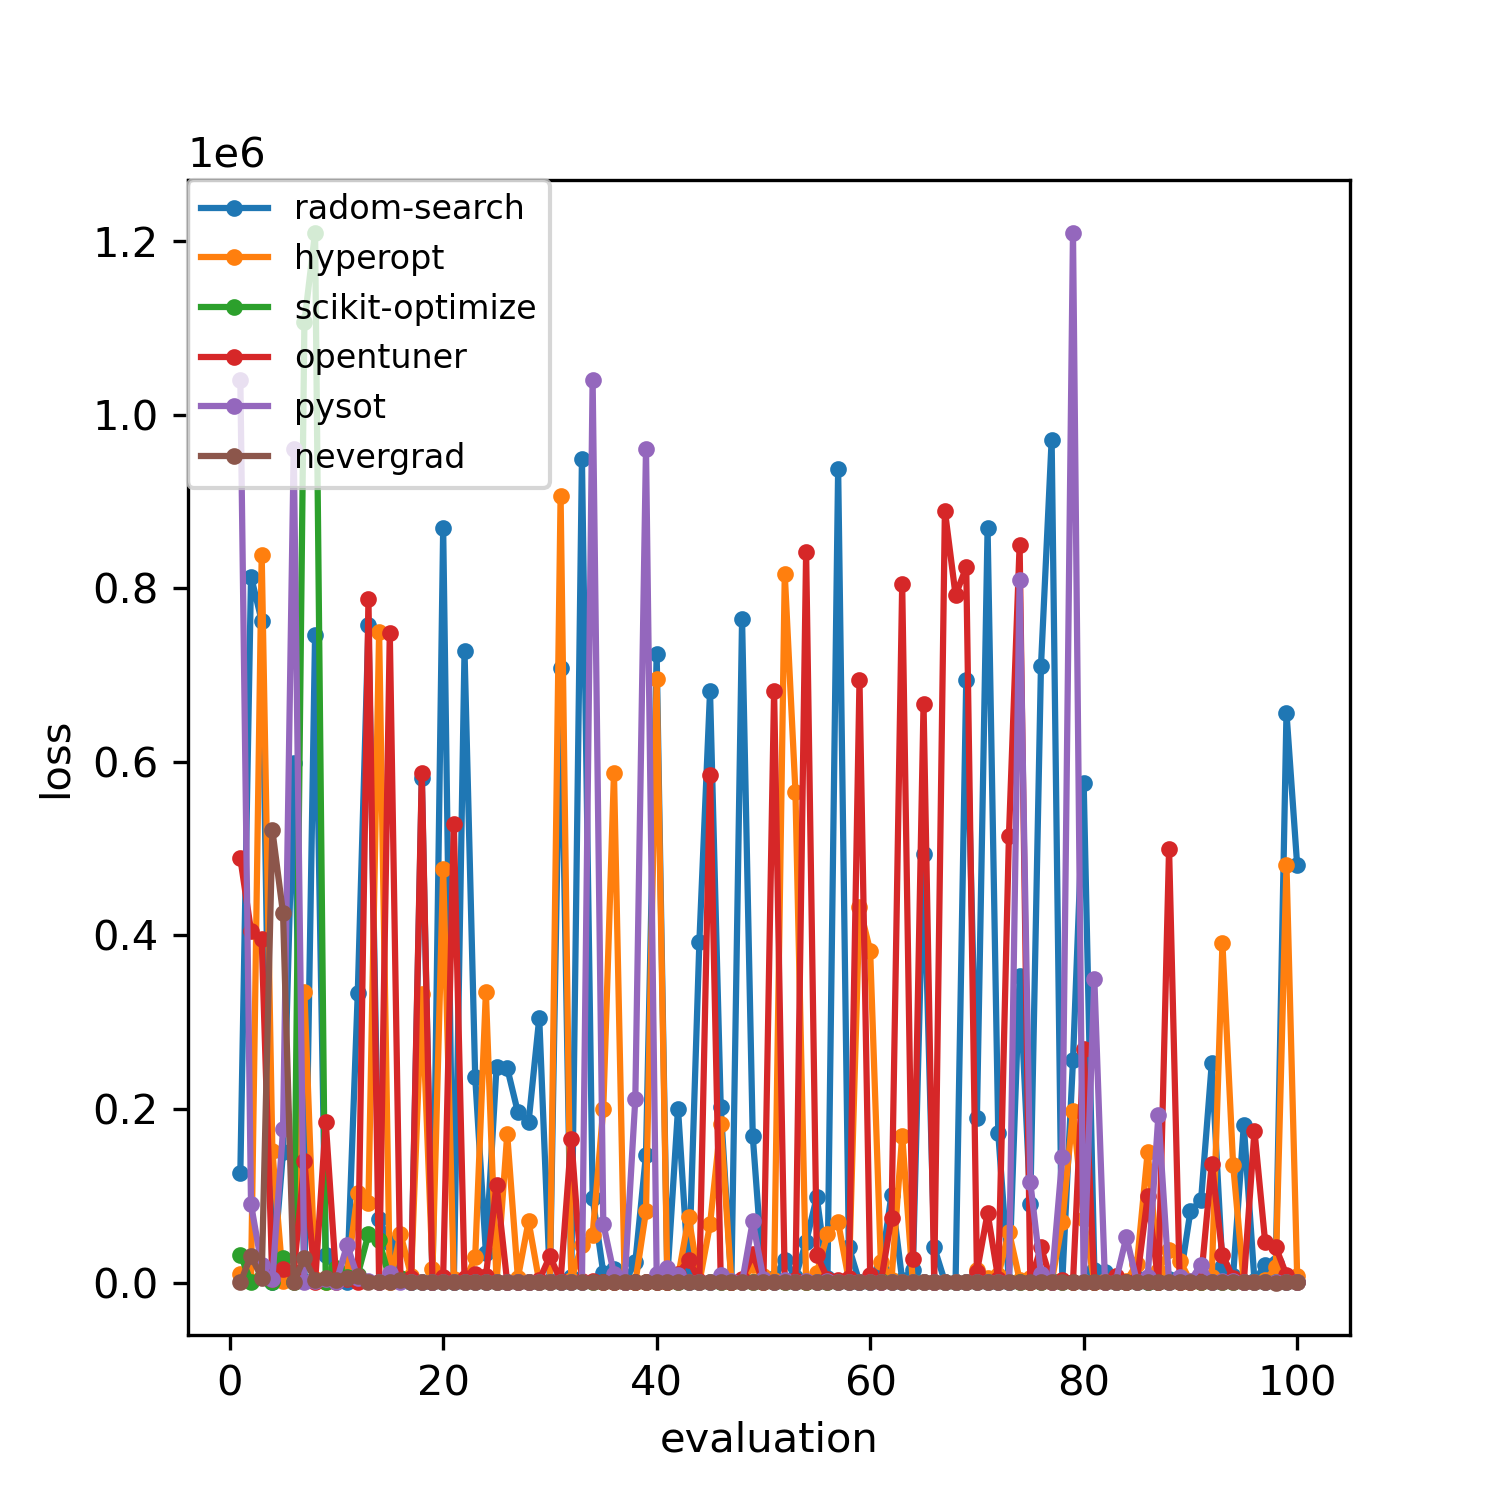 1e6
radom-search
hyperopt
scikit-optimize
opentuner
pysot
nevergrad
1.2
1.0
0.8
0.6
0.4
0.2
0.0
loss
0 20 40 60 80 100
evaluation